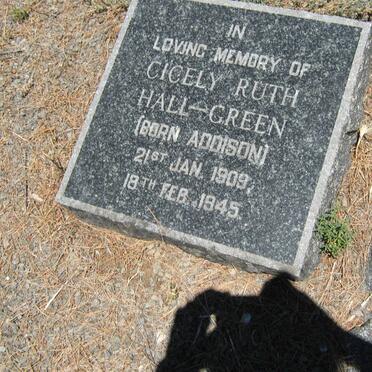 IN
LOVING MEMORY OF
CICELY RUTH
HALL-GREEN
(BORN ADDISON)
21ST JAN. 1909.
18TH FEB. 1945.